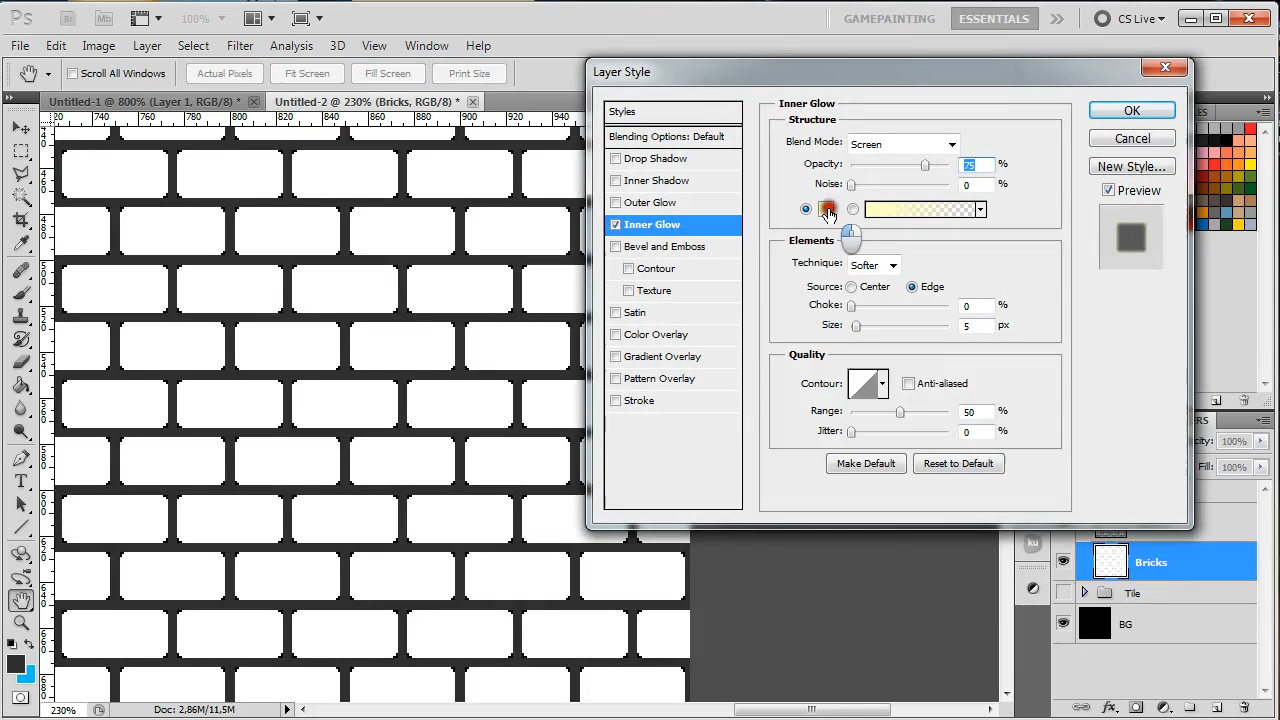 Ps Br Mb 100% GAMEPAINTING ESSENTIALS CS Live
File Edit Image Layer Select Filter Analysis 3D View Window Help
Scroll All Windows Actual Pixels Fit Screen Fill Screen Print Size
Untitled-1 @ 800% (Layer 1, RGB/8) * Untitled-2 @ 230% (Bricks, RGB/8) *
20 740 760 780 800 820 840 860 880 900 920 940
Layer Style
Styles
Blending Options: Default
Drop Shadow
Inner Shadow
Outer Glow
Inner Glow
Bevel and Emboss
Contour
Texture
Satin
Color Overlay
Gradient Overlay
Pattern Overlay
Stroke
Inner Glow
Structure
Blend Mode: Screen
Opacity: 75 %
Noise: 0 %
Elements
Technique: Softer
Source: Center Edge
Choke: 0 %
Size: 5 px
Quality
Contour: Anti-aliased
Range: 50 %
Jitter: 0 %
Make Default Reset to Default
OK
Cancel
New Style...
Preview
ERS
acity: 100%
Fill: 100%
ku
Bricks
Tile
BG
230% Doc: 2,86M/11,5M